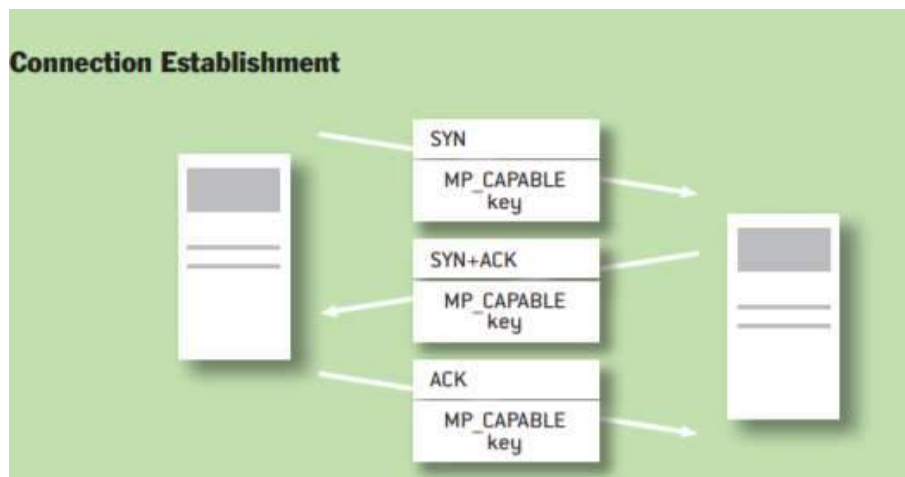 Connection Establishment
SYN
MP_CAPABLE
key
SYN+ACK
MP_CAPABLE
key
ACK
MP_CAPABLE
key